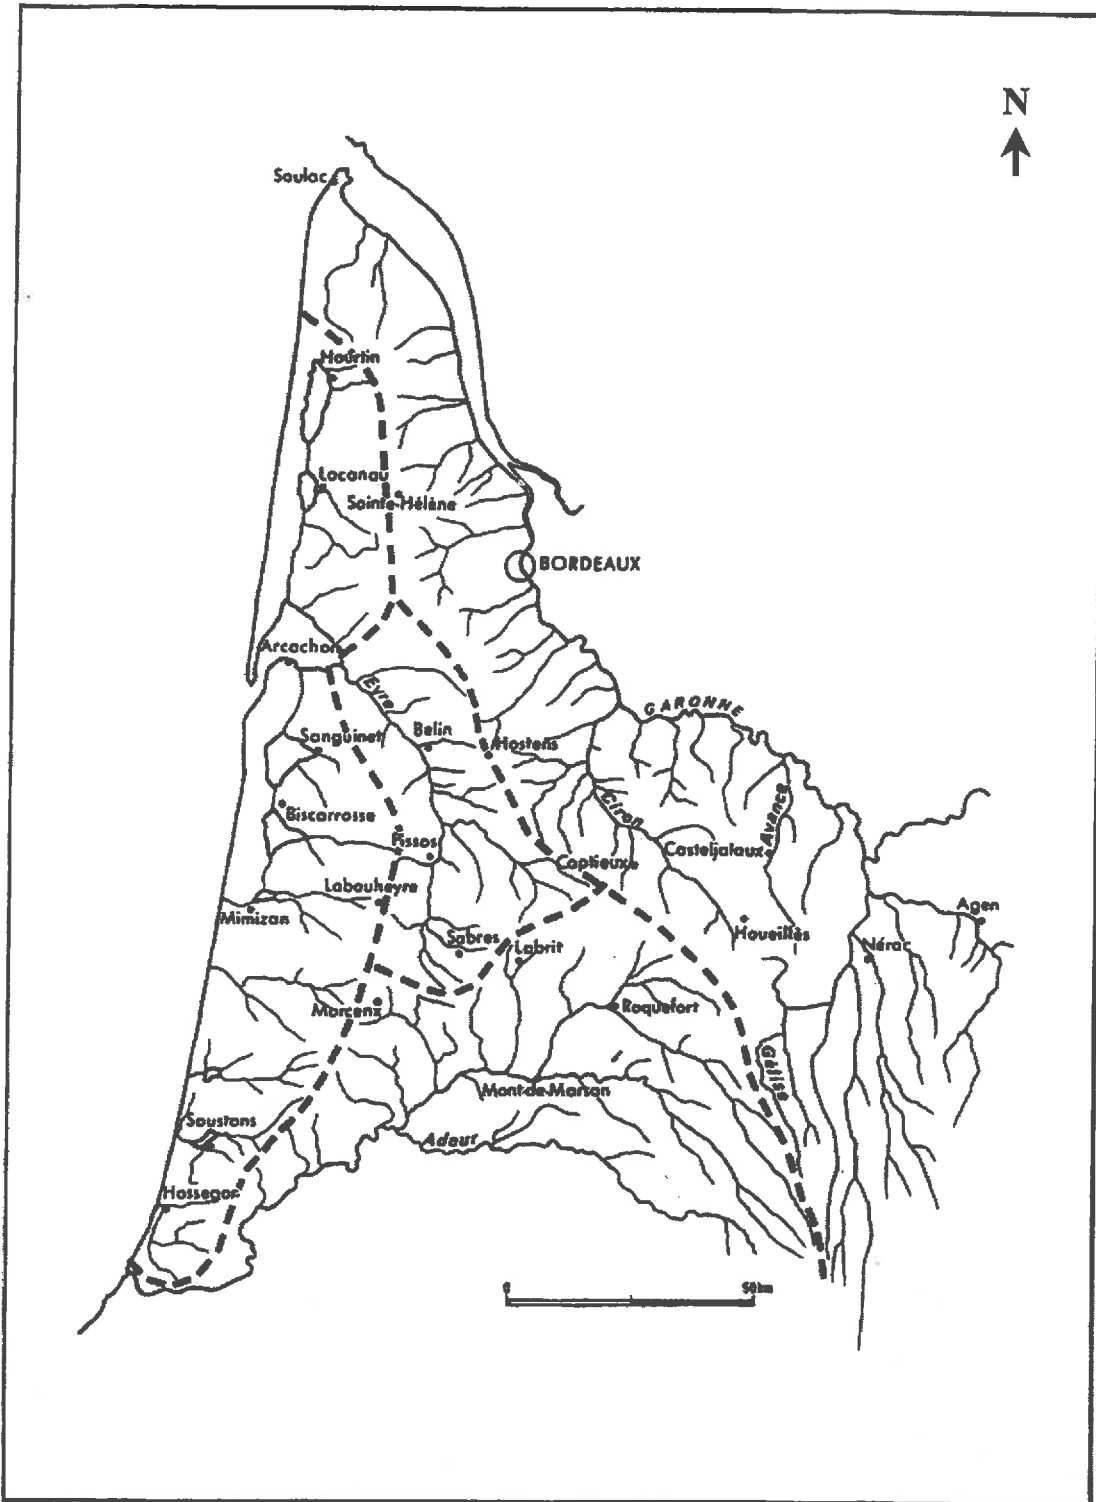 N
Soulac
Hourtin
Lacanau
Sainte-Hélène
BORDEAUX
Arcachon
Eyre
GARONNE
Belin
Sanguinet
Hostens
Biscarrosse
Ciron
Avance
Pissos
Casteljaloux
Captieux
Labouheyre
Mimizan
Agen
Houeillès
Sabres
Labrit
Nérac
Morcenx
Roquefort
Gélise
Mont-de-Marsan
Soustons
Adour
Hossegor
0 50km